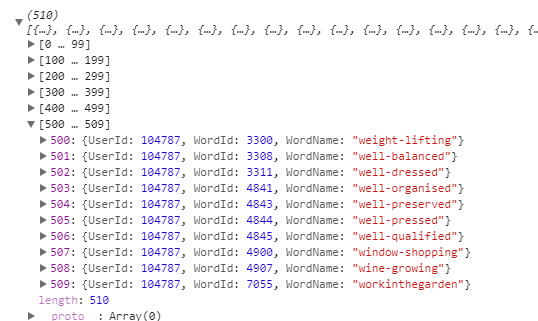 (510)
[{…}, {…}, {…}, {…}, {…}, {…}, {…}, {…}, {…}, {…}, {…}, {…}, {…}, {…}, {…}, {…
[0 … 99]
[100 … 199]
[200 … 299]
[300 … 399]
[400 … 499]
[500 … 509]
500: {UserId: 104787, WordId: 3300, WordName: "weight-lifting"}
501: {UserId: 104787, WordId: 3308, WordName: "well-balanced"}
502: {UserId: 104787, WordId: 3311, WordName: "well-dressed"}
503: {UserId: 104787, WordId: 4841, WordName: "well-organised"}
504: {UserId: 104787, WordId: 4843, WordName: "well-preserved"}
505: {UserId: 104787, WordId: 4844, WordName: "well-pressed"}
506: {UserId: 104787, WordId: 4845, WordName: "well-qualified"}
507: {UserId: 104787, WordId: 4900, WordName: "window-shopping"}
508: {UserId: 104787, WordId: 4907, WordName: "wine-growing"}
509: {UserId: 104787, WordId: 7055, WordName: "workinthegarden"}
length: 510
proto : Array(0)